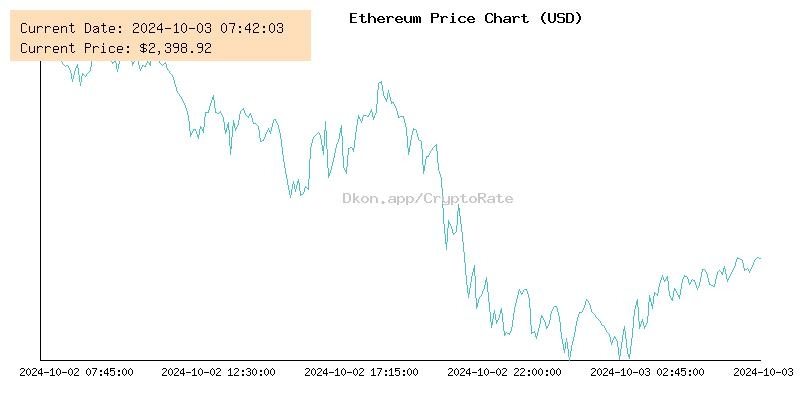 Ethereum Price Chart (USD)
Current Date: 2024-10-03 07:42:03
Current Price: $2,398.92
Dkon.app/CryptoRate
2024-10-02 07:45:00 2024-10-02 12:30:00 2024-10-02 17:15:00 2024-10-02 22:00:00 2024-10-03 02:45:00 2024-10-03